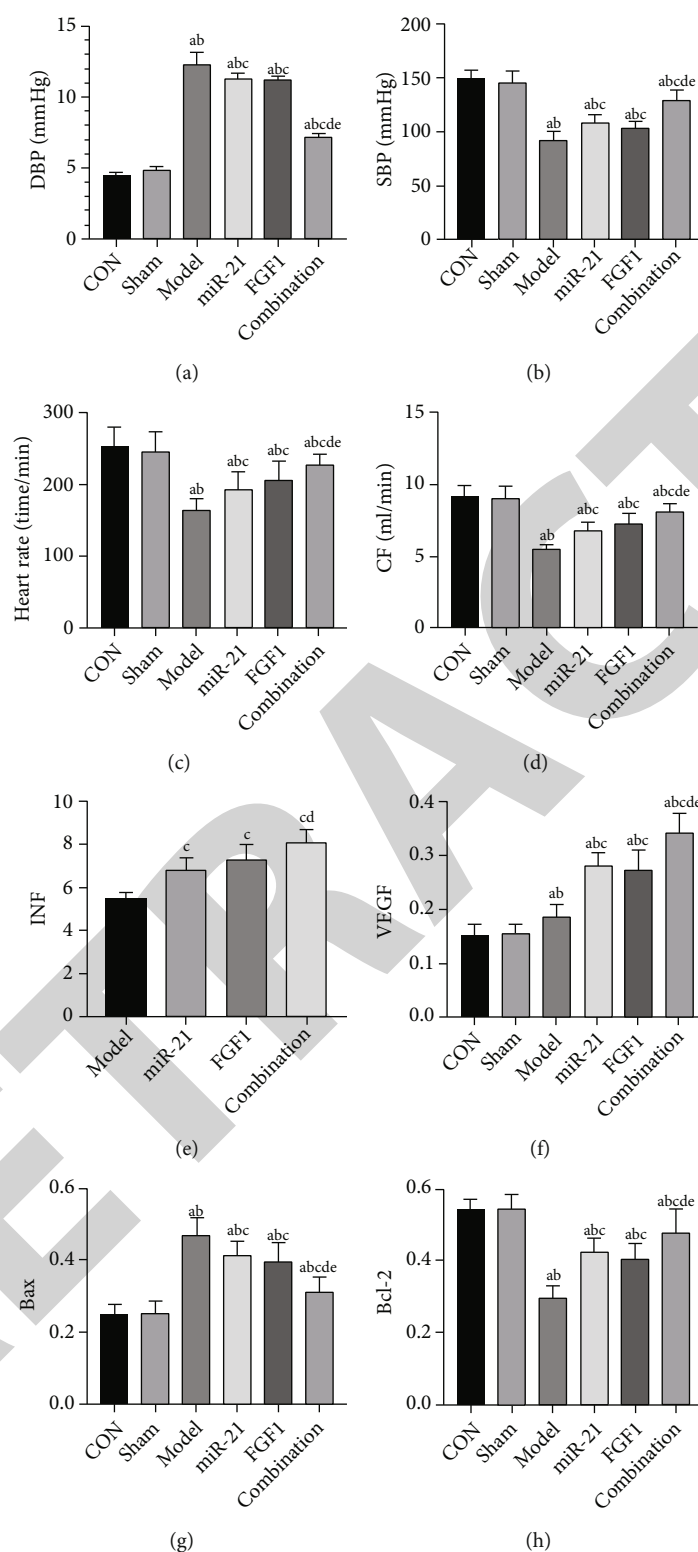 DBP (mmHg)
15
10
5
0
ab
abc
abc
abcde
CON
Sham
Model
miR-21
FGF1
Combination
(a)
SBP (mmHg)
200
150
100
50
0
ab
abc
abc
abcde
CON
Sham
Model
miR-21
FGF1
Combination
(b)
Heart rate (time/min)
300
200
100
0
ab
abc
abc
abcde
CON
Sham
Model
miR-21
FGF1
Combination
(c)
CF (ml/min)
15
10
5
0
ab
abc
abc
abcde
CON
Sham
Model
miR-21
FGF1
Combination
(d)
INF
10
8
6
4
2
0
c
c
cd
Model
miR-21
FGF1
Combination
(e)
VEGF
0.4
0.3
0.2
0.1
0.0
ab
abc
abc
abcde
CON
Sham
Model
miR-21
FGF1
Combination
(f)
Bax
0.6
0.4
0.2
0.0
ab
abc
abc
abcde
CON
Sham
Model
miR-21
FGF1
Combination
(g)
Bcl-2
0.6
0.4
0.2
0.0
ab
abc
abc
abcde
CON
Sham
Model
miR-21
FGF1
Combination
(h)
ETRACT